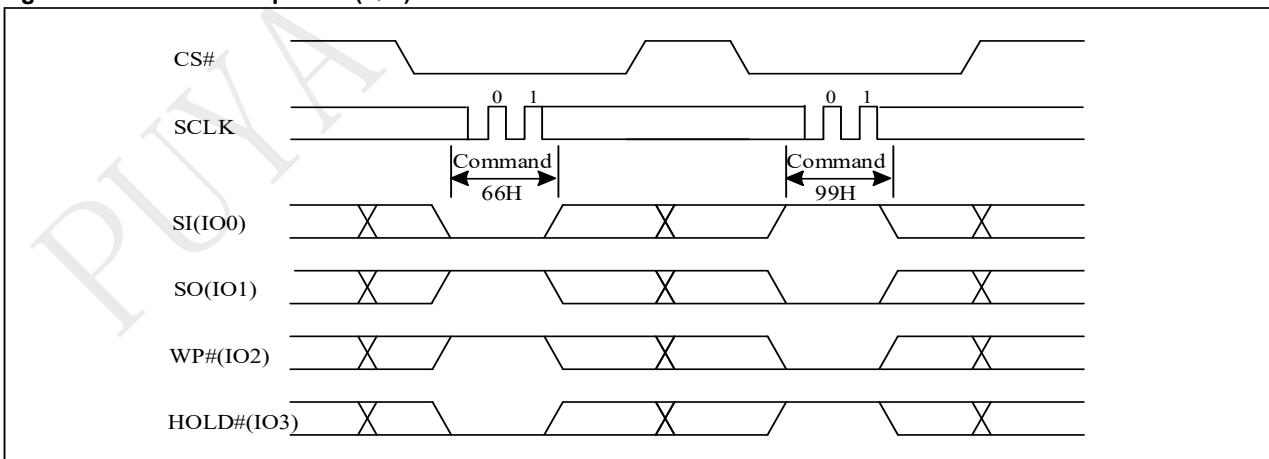 CS#
0 1 0 1
SCLK
Command Command
66H 99H
SI(IO0)
SO(IO1)
WP#(IO2)
HOLD#(IO3)
PUYA